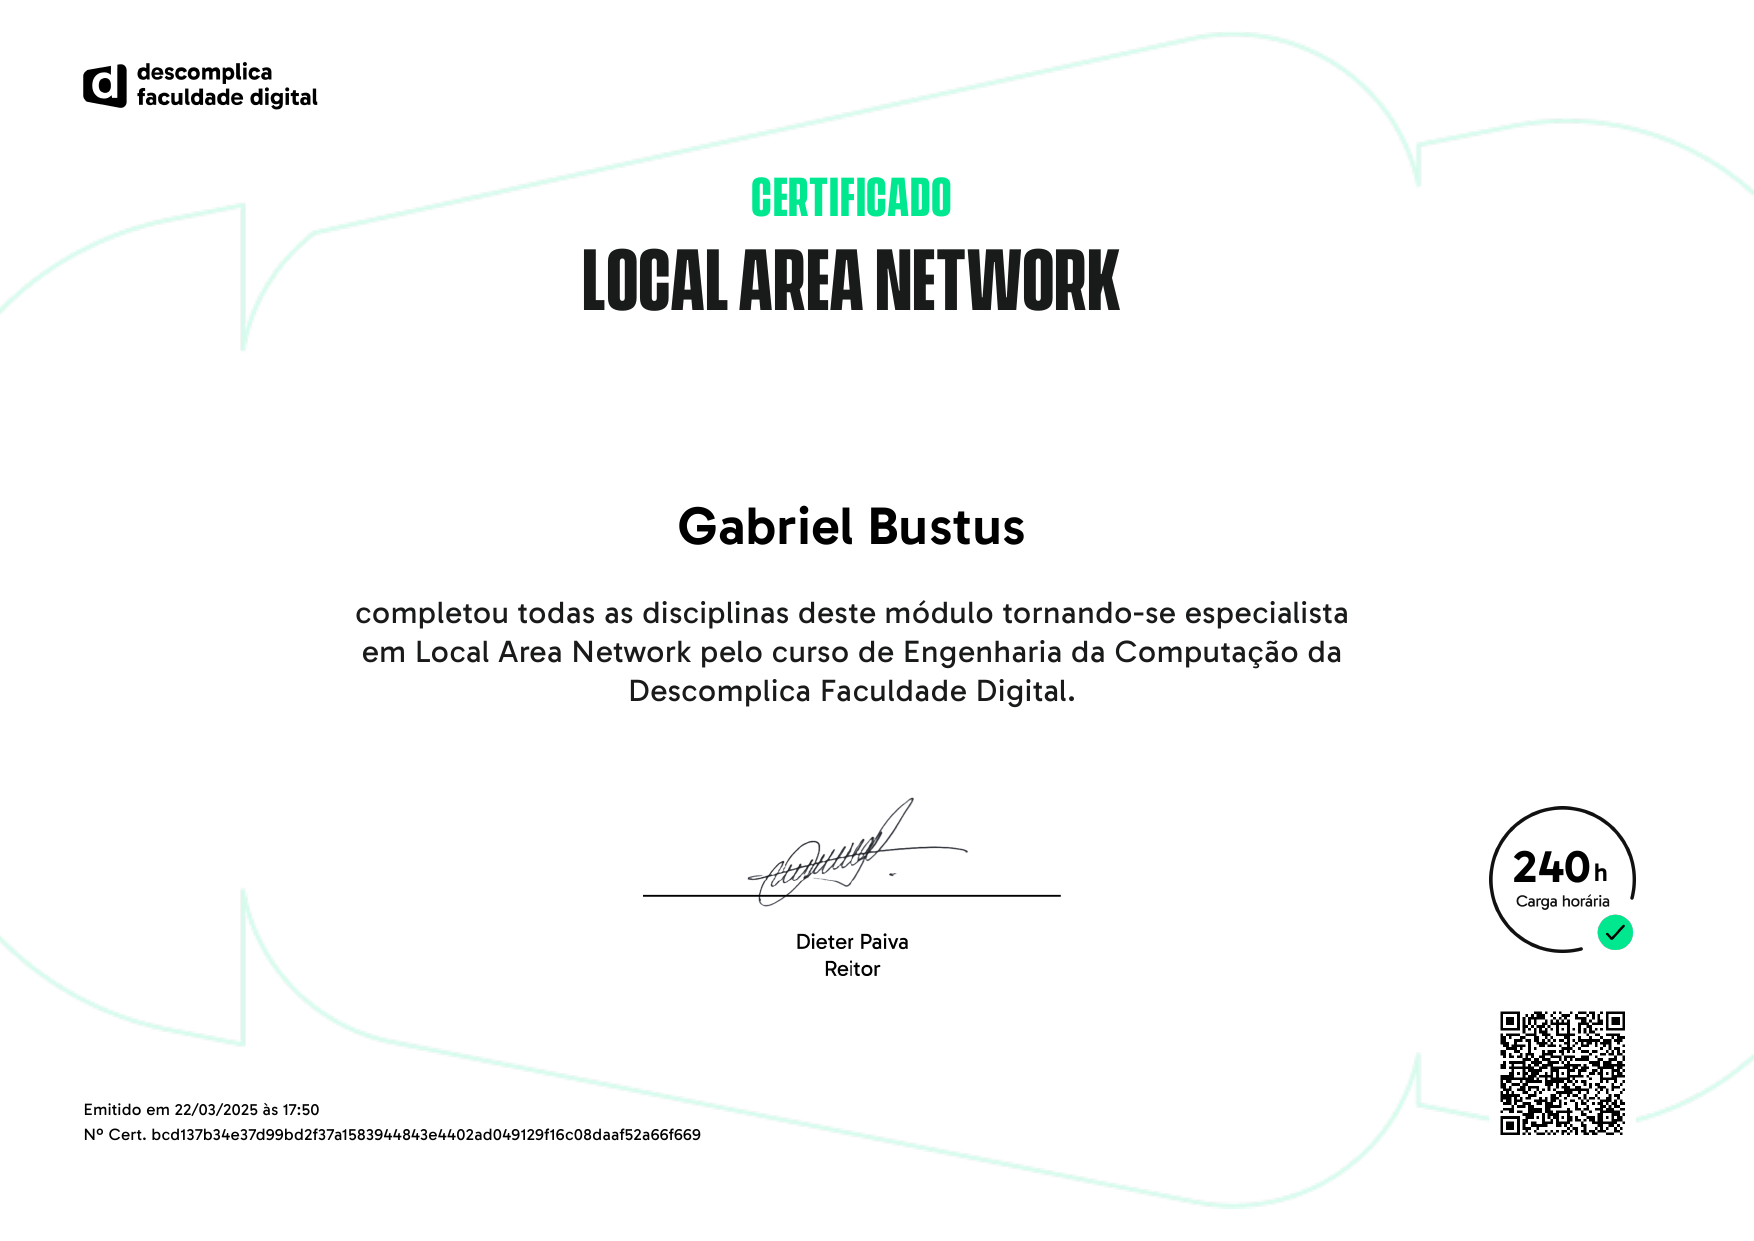 descomplica
faculdade digital
CERTIFICADO
LOCAL AREA NETWORK
Gabriel Bustus
completou todas as disciplinas deste módulo tornando-se especialista
em Local Area Network pelo curso de Engenharia da Computação da
Descomplica Faculdade Digital.
Dieter Paiva
Reitor
240h
Carga horária
Emitido em 22/03/2025 às 17:50
Nº Cert. bcd137b34e37d99bd2f37a1583944843e4402ad049129f16c08daaf52a66f669